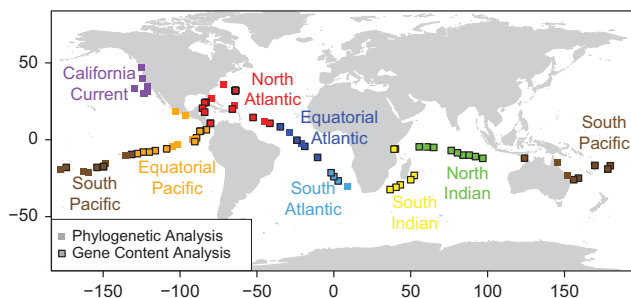 50
0
−50
California
Current
North
Atlantic
Equatorial
Atlantic
South
Pacific
Equatorial
Pacific
South
Pacific
South
Atlantic
South
Indian
North
Indian
Phylogenetic Analysis
Gene Content Analysis
−150 −100 −50 0 50 100 150